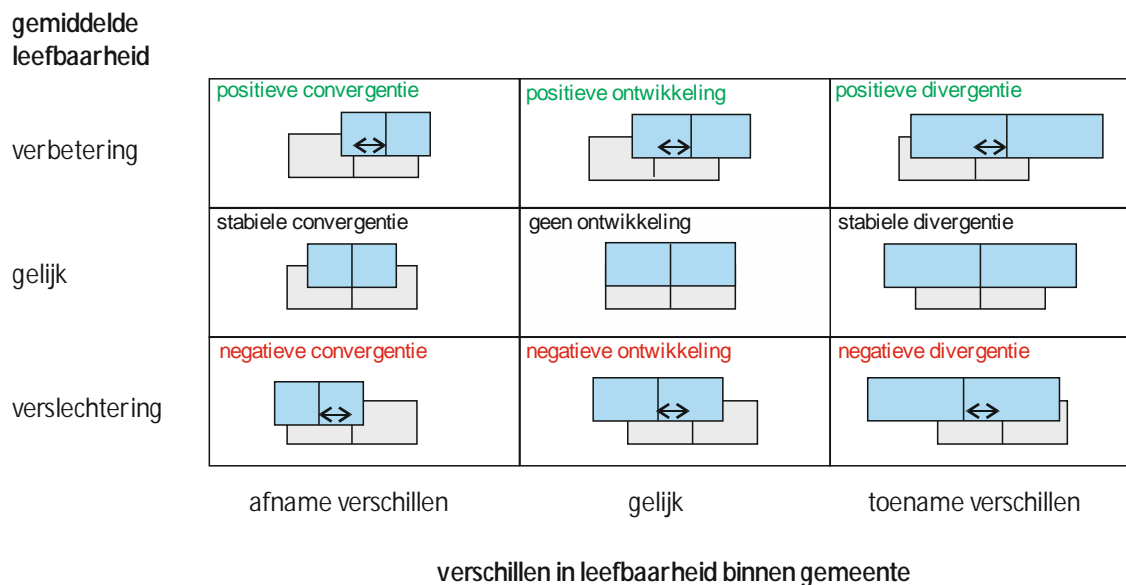 gemiddelde
leefbaarheid
positieve convergentie
positieve ontwikkeling
positieve divergentie
verbetering
stabiele convergentie
geen ontwikkeling
stabiele divergentie
gelijk
negatieve convergentie
negatieve ontwikkeling
negatieve divergentie
verslechtering
afname verschillen
gelijk
toename verschillen
verschillen in leefbaarheid binnen gemeente